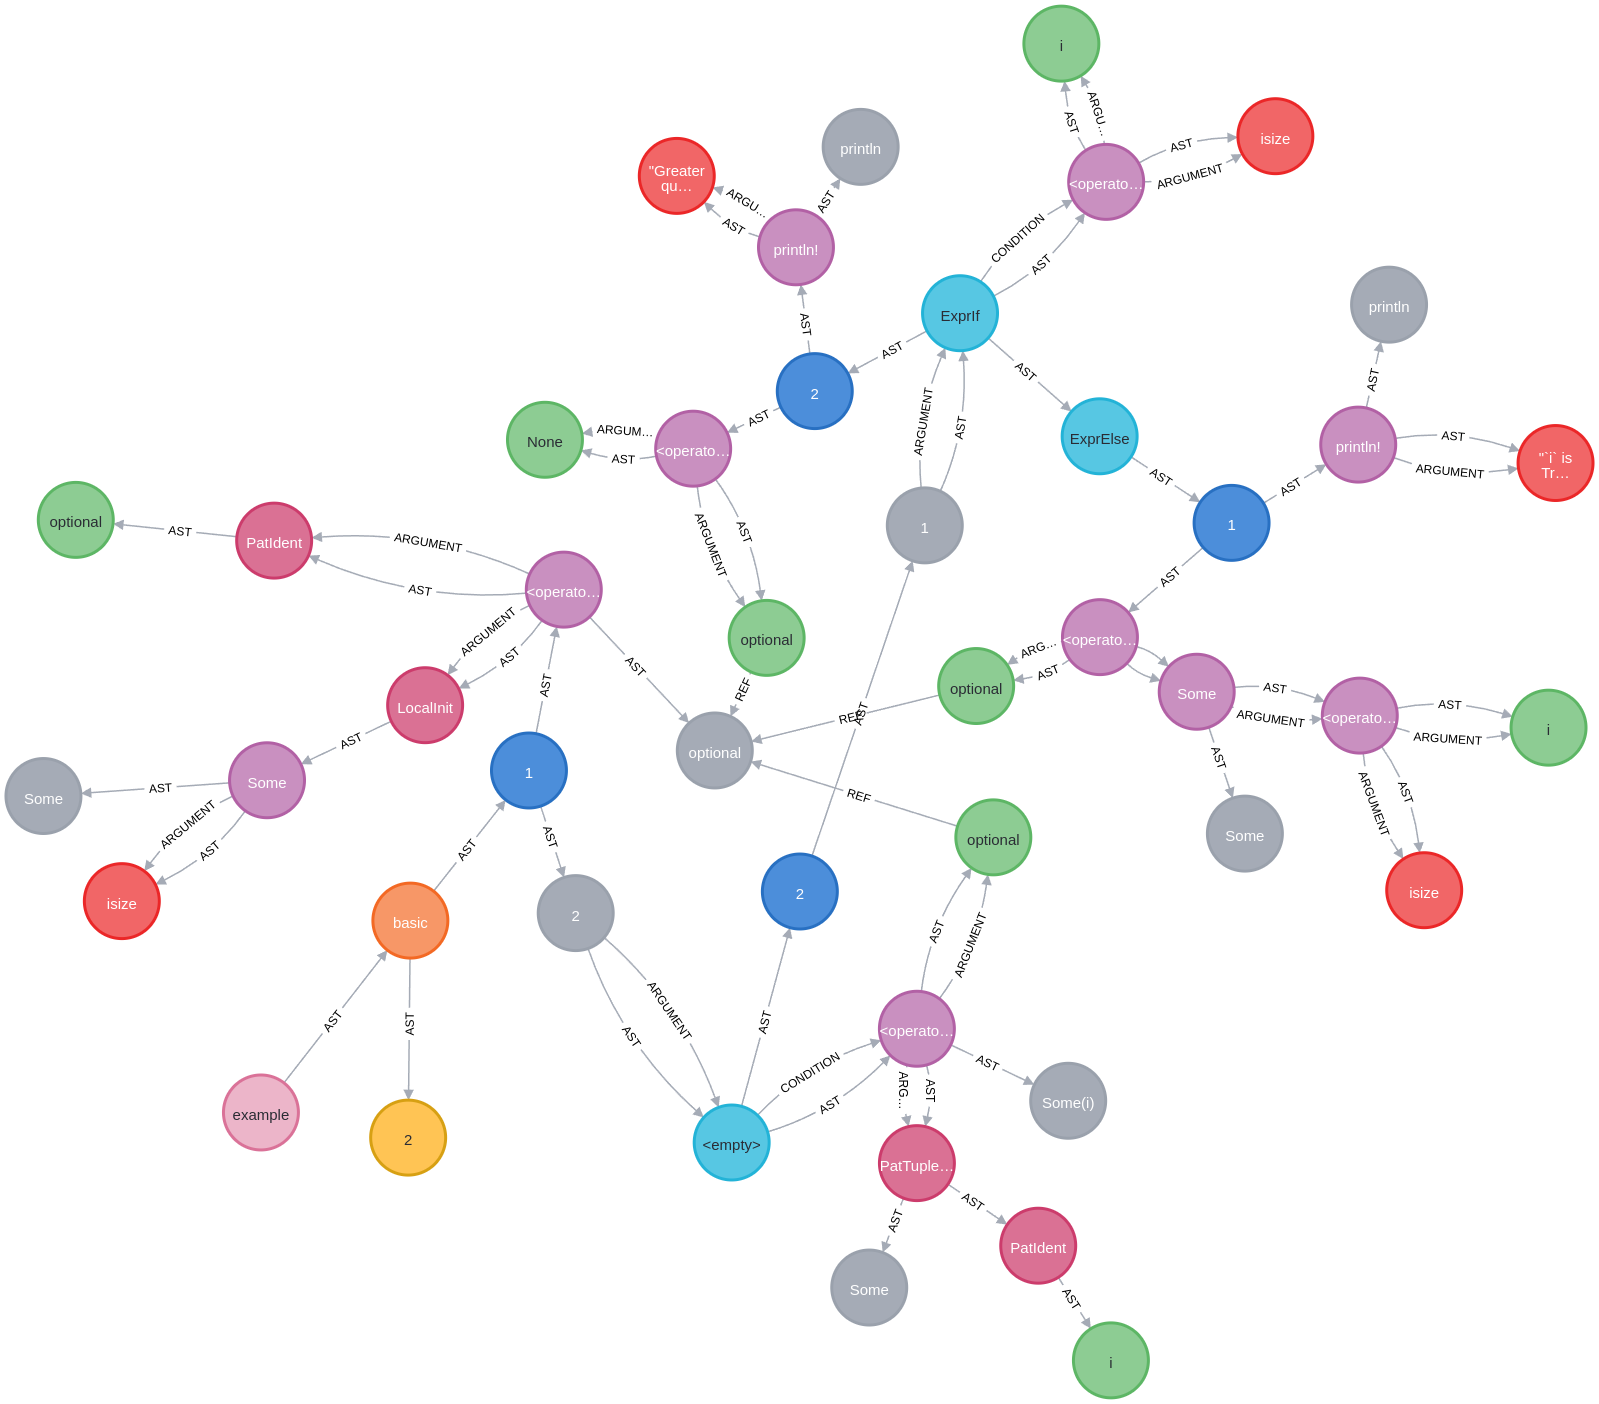 i
AST
ARGU…
isize
AST
ARGUMENT
<operato…
println
"Greater
qu…
ARGU…
AST
AST
println!
CONDITION
AST
ExprIf
println
AST
AST
AST
AST
2
ARGUMENT
AST
ExprElse
None
ARGUM…
AST
<operato…
AST
AST
println!
AST
ARGUMENT
"`i` is
Tr…
AST
1
1
AST
optional
AST
PatIdent
ARGUMENT
AST
<operato…
ARGUMENT
AST
AST
optional
ARGUMENT
AST
AST
LocalInit
AST
REF
optional
<operato…
ARG…
AST
optional
REF
AST
Some
AST
ARGUMENT
<operato…
AST
ARGUMENT
i
AST
Some
ARGUMENT
AST
isize
Some
AST
Some
ARGUMENT
AST
isize
AST
1
AST
AST
basic
2
REF
optional
2
AST
ARGUMENT
<operato…
AST
ARGUMENT
AST
AST
AST
example
2
AST
CONDITION
AST
<empty>
AST
Some(i)
ARG…
AST
PatTuple…
AST
AST
Some
PatIdent
AST
i